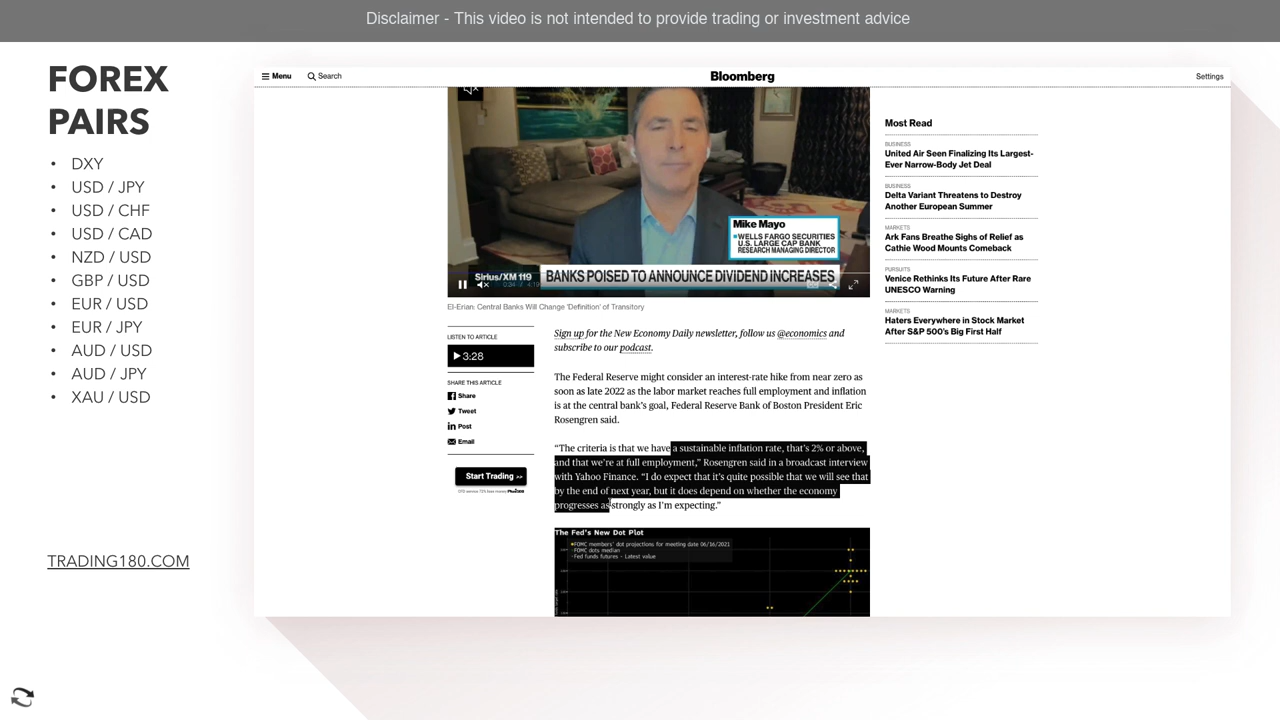 Disclaimer - This video is not intended to provide trading or investment advice
FOREX
PAIRS
• DXY
• USD / JPY
• USD / CHF
• USD / CAD
• NZD / USD
• GBP / USD
• EUR / USD
• EUR / JPY
• AUD / USD
• AUD / JPY
• XAU / USD
TRADING180.COM
Menu
Search
Bloomberg
Settings
Mike Mayo
WELLS FARGO SECURITIES
U.S. LARGE CAP BANK
RESEARCH MANAGING DIRECTOR
Sirius/XM 119
BANKS POISED TO ANNOUNCE DIVIDEND INCREASES
El-Erian: Central Banks Will Change 'Definition' of Transitory
LISTEN TO ARTICLE
3:28
SHARE THIS ARTICLE
Share
Tweet
Post
Email
Start Trading >>
Sign up for the New Economy Daily newsletter, follow us @economics and
subscribe to our podcast.
The Federal Reserve might consider an interest-rate hike from near zero as
soon as late 2022 as the labor market reaches full employment and inflation
is at the central bank's goal, Federal Reserve Bank of Boston President Eric
Rosengren said.
“The criteria is that we have a sustainable inflation rate, that's 2% or above,
and that we're at full employment,” Rosengren said in a broadcast interview
with Yahoo Finance. “I do expect that it's quite possible that we will see that
by the end of next year, but it does depend on whether the economy
progresses as strongly as I'm expecting.”
The Fed's New Dot Plot
FOMC members' dot projections for meeting date 06/16/2021
FOMC dots median
Fed funds futures - Latest value
Most Read
BUSINESS
United Air Seen Finalizing Its Largest-
Ever Narrow-Body Jet Deal
BUSINESS
Delta Variant Threatens to Destroy
Another European Summer
MARKETS
Ark Fans Breathe Sighs of Relief as
Cathie Wood Mounts Comeback
PURSUITS
Venice Rethinks Its Future After Rare
UNESCO Warning
MARKETS
Haters Everywhere in Stock Market
After S&P 500's Big First Half